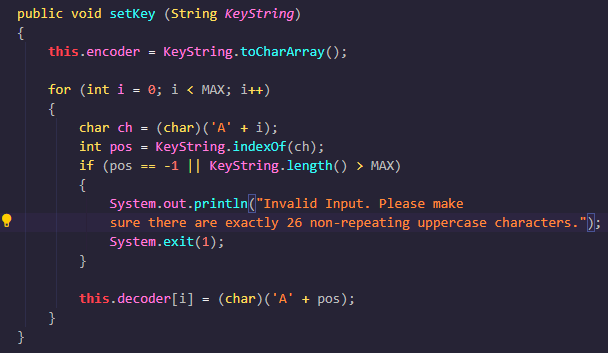 public void setKey (String KeyString)
{
    this.encoder = KeyString.toCharArray();

    for (int i = 0; i < MAX; i++)
    {
        char ch = (char)('A' + i);
        int pos = KeyString.indexOf(ch);
        if (pos == -1 || KeyString.length() > MAX)
        {
            System.out.println("Invalid Input. Please make
            sure there are exactly 26 non-repeating uppercase characters.");
            System.exit(1);
        }

        this.decoder[i] = (char)('A' + pos);
    }
}